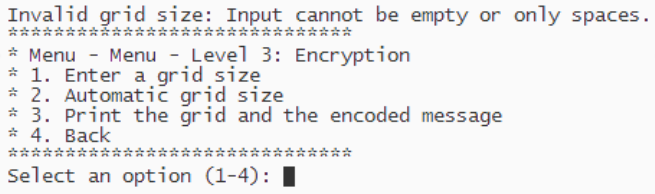 Invalid grid size: Input cannot be empty or only spaces.
******************************
* Menu - Menu - Level 3: Encryption
* 1. Enter a grid size
* 2. Automatic grid size
* 3. Print the grid and the encoded message
* 4. Back
******************************
Select an option (1-4):